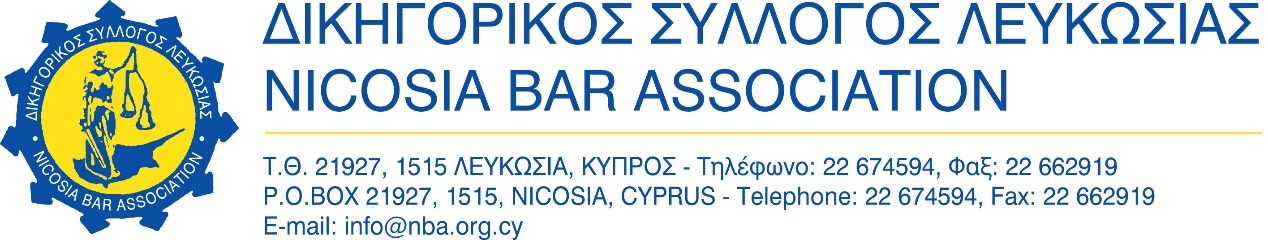 ΔΙΚΗΓΟΡΙΚΟΣ ΣΥΛΛΟΓΟΣ ΛΕΥΚΩΣΙΑΣ
NICOSIA BAR ASSOCIATION
ΔΙΚΗΓΟΡΙΚΟΣ ΣΥΛΛΟΓΟΣ ΛΕΥΚΩΣΙΑΣ
NICOSIA BAR ASSOCIATION
Τ.Θ. 21927, 1515 ΛΕΥΚΩΣΙΑ, ΚΥΠΡΟΣ - Τηλέφωνο: 22 674594, Φαξ: 22 662919
P.O.BOX 21927, 1515, NICOSIA, CYPRUS - Telephone: 22 674594, Fax: 22 662919
E-mail: info@nba.org.cy